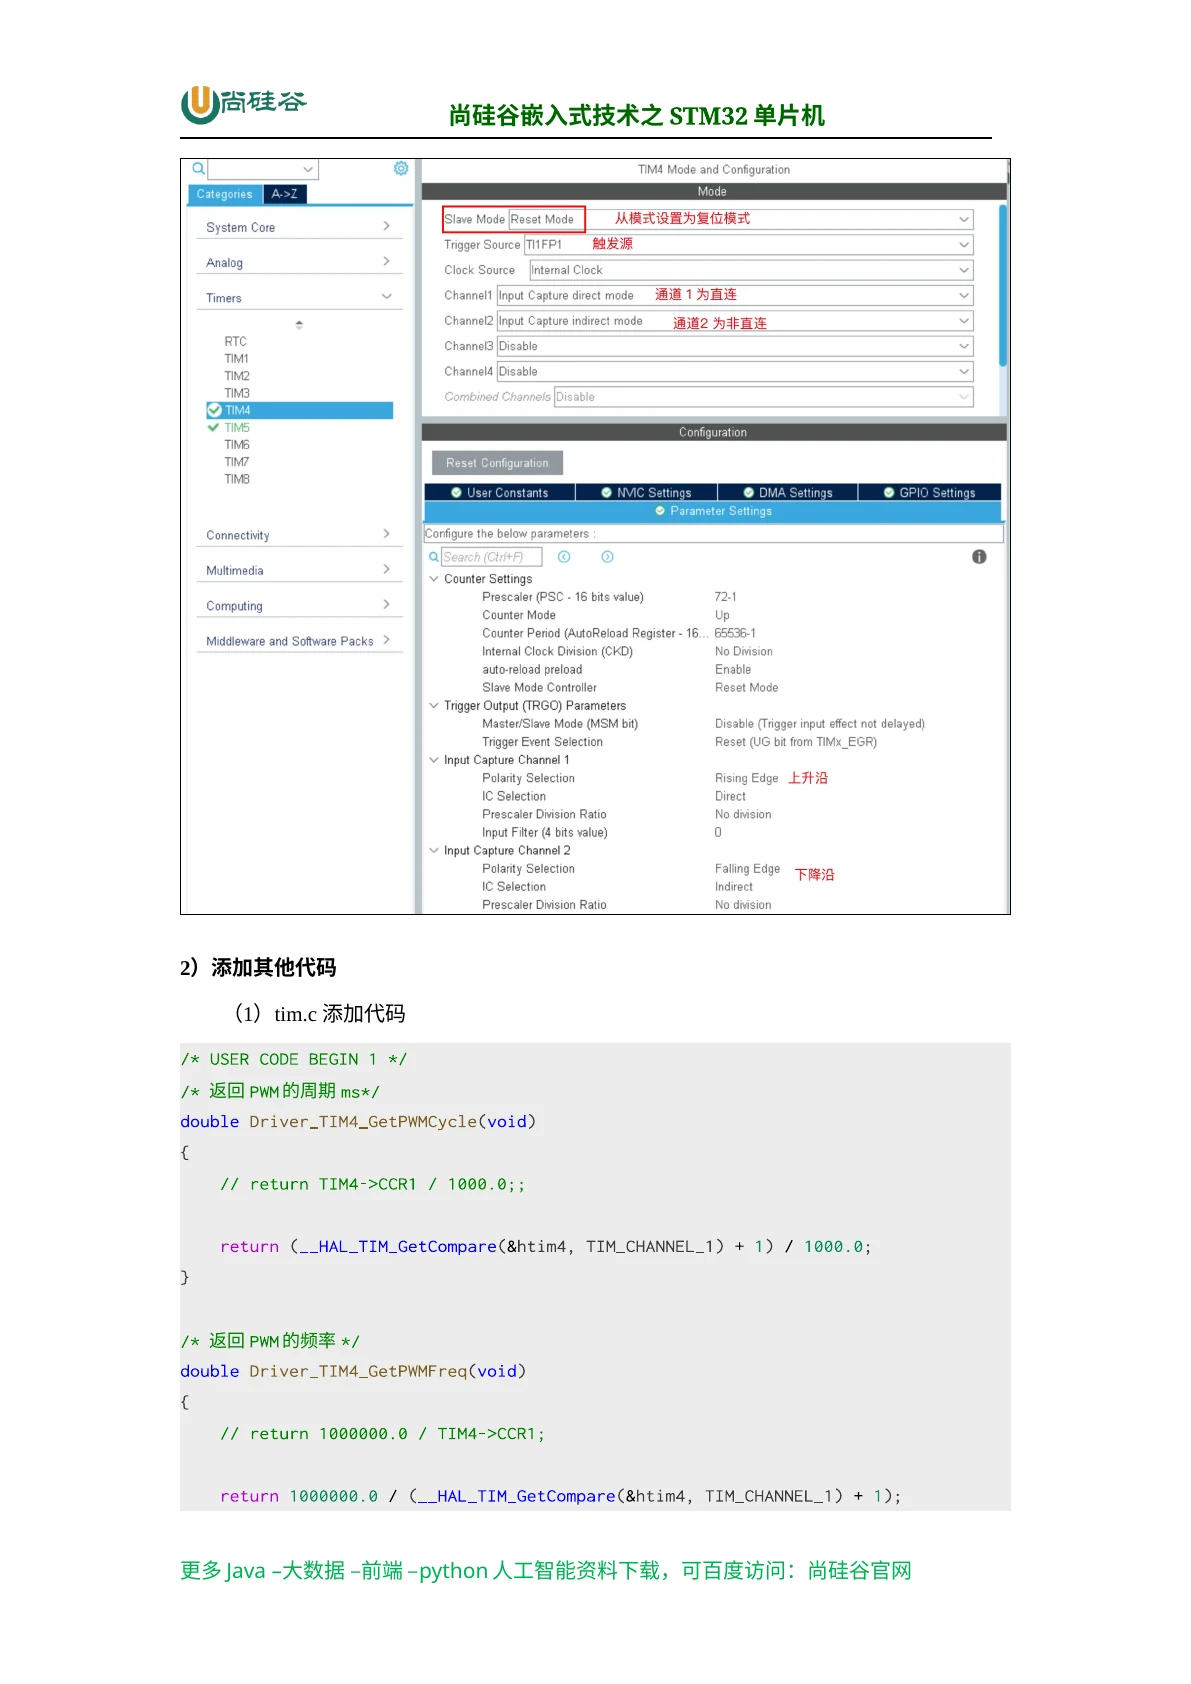 尚硅谷
尚硅谷嵌入式技术之 STM32 单片机
Categories A->Z
System Core
Analog
Timers
RTC
TIM1
TIM2
TIM3
TIM4
TIM5
TIM6
TIM7
TIM8
Connectivity
Multimedia
Computing
Middleware and Software Packs
TIM4 Mode and Configuration
Mode
Slave Mode Reset Mode 从模式设置为复位模式
Trigger Source TI1FP1 触发源
Clock Source Internal Clock
Channel1 Input Capture direct mode 通道 1 为直连
Channel2 Input Capture indirect mode 通道2 为非直连
Channel3 Disable
Channel4 Disable
Combined Channels Disable
Configuration
Reset Configuration
User Constants NVIC Settings DMA Settings GPIO Settings
Parameter Settings
Configure the below parameters :
Search (Ctrl+F)
Counter Settings
Prescaler (PSC - 16 bits value) 72-1
Counter Mode Up
Counter Period (AutoReload Register - 16... 65536-1
Internal Clock Division (CKD) No Division
auto-reload preload Enable
Slave Mode Controller Reset Mode
Trigger Output (TRGO) Parameters
Master/Slave Mode (MSM bit) Disable (Trigger input effect not delayed)
Trigger Event Selection Reset (UG bit from TIMx_EGR)
Input Capture Channel 1
Polarity Selection Rising Edge 上升沿
IC Selection Direct
Prescaler Division Ratio No division
Input Filter (4 bits value) 0
Input Capture Channel 2
Polarity Selection Falling Edge 下降沿
IC Selection Indirect
Prescaler Division Ratio No division
2）添加其他代码
（1）tim.c 添加代码
/* USER CODE BEGIN 1 */
/* 返回 PWM 的周期 ms*/
double Driver_TIM4_GetPWMCycle(void)
{
    // return TIM4->CCR1 / 1000.0;;
    return (__HAL_TIM_GetCompare(&htim4, TIM_CHANNEL_1) + 1) / 1000.0;
}
/* 返回 PWM 的频率 */
double Driver_TIM4_GetPWMFreq(void)
{
    // return 1000000.0 / TIM4->CCR1;
    return 1000000.0 / (__HAL_TIM_GetCompare(&htim4, TIM_CHANNEL_1) + 1);
更多 Java –大数据 –前端 –python 人工智能资料下载，可百度访问：尚硅谷官网